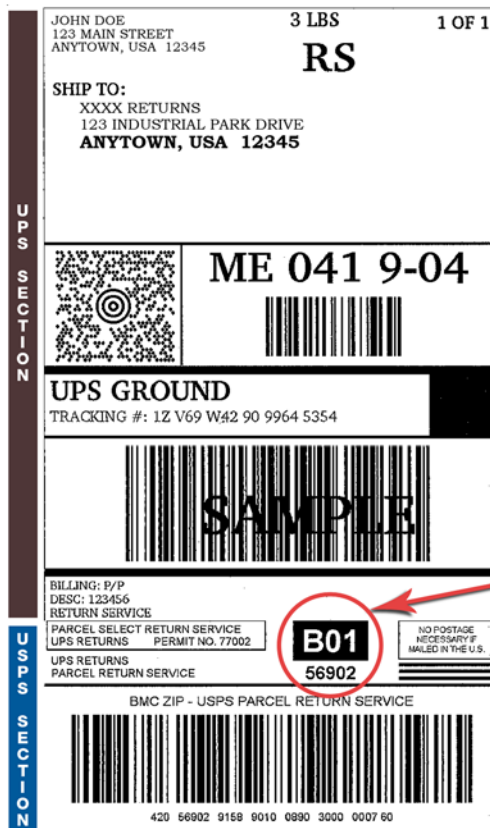 JOHN DOE
123 MAIN STREET
ANYTOWN, USA 12345
3 LBS
1 OF 1
RS
SHIP TO:
XXXX RETURNS
123 INDUSTRIAL PARK DRIVE
ANYTOWN, USA 12345
UPS SECTION
ME 041 9-04
UPS GROUND
TRACKING #: 1Z V69 W42 90 9964 5354
SAMPLE
BILLING: P/P
DESC: 123456
RETURN SERVICE
PARCEL SELECT RETURN SERVICE
UPS RETURNS PERMIT NO. 77002
UPS RETURNS
PARCEL RETURN SERVICE
B01
56902
NO POSTAGE
NECESSARY IF
MAILED IN THE U.S.
USPS SECTION
BMC ZIP - USPS PARCEL RETURN SERVICE
420 56902 9158 9010 0890 3000 0007 60